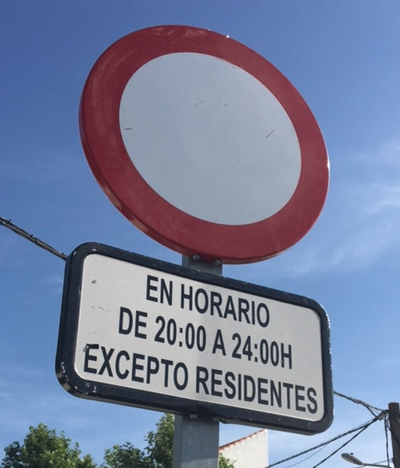 EN HORARIO
DE 20:00 A 24:00H
EXCEPTO RESIDENTES